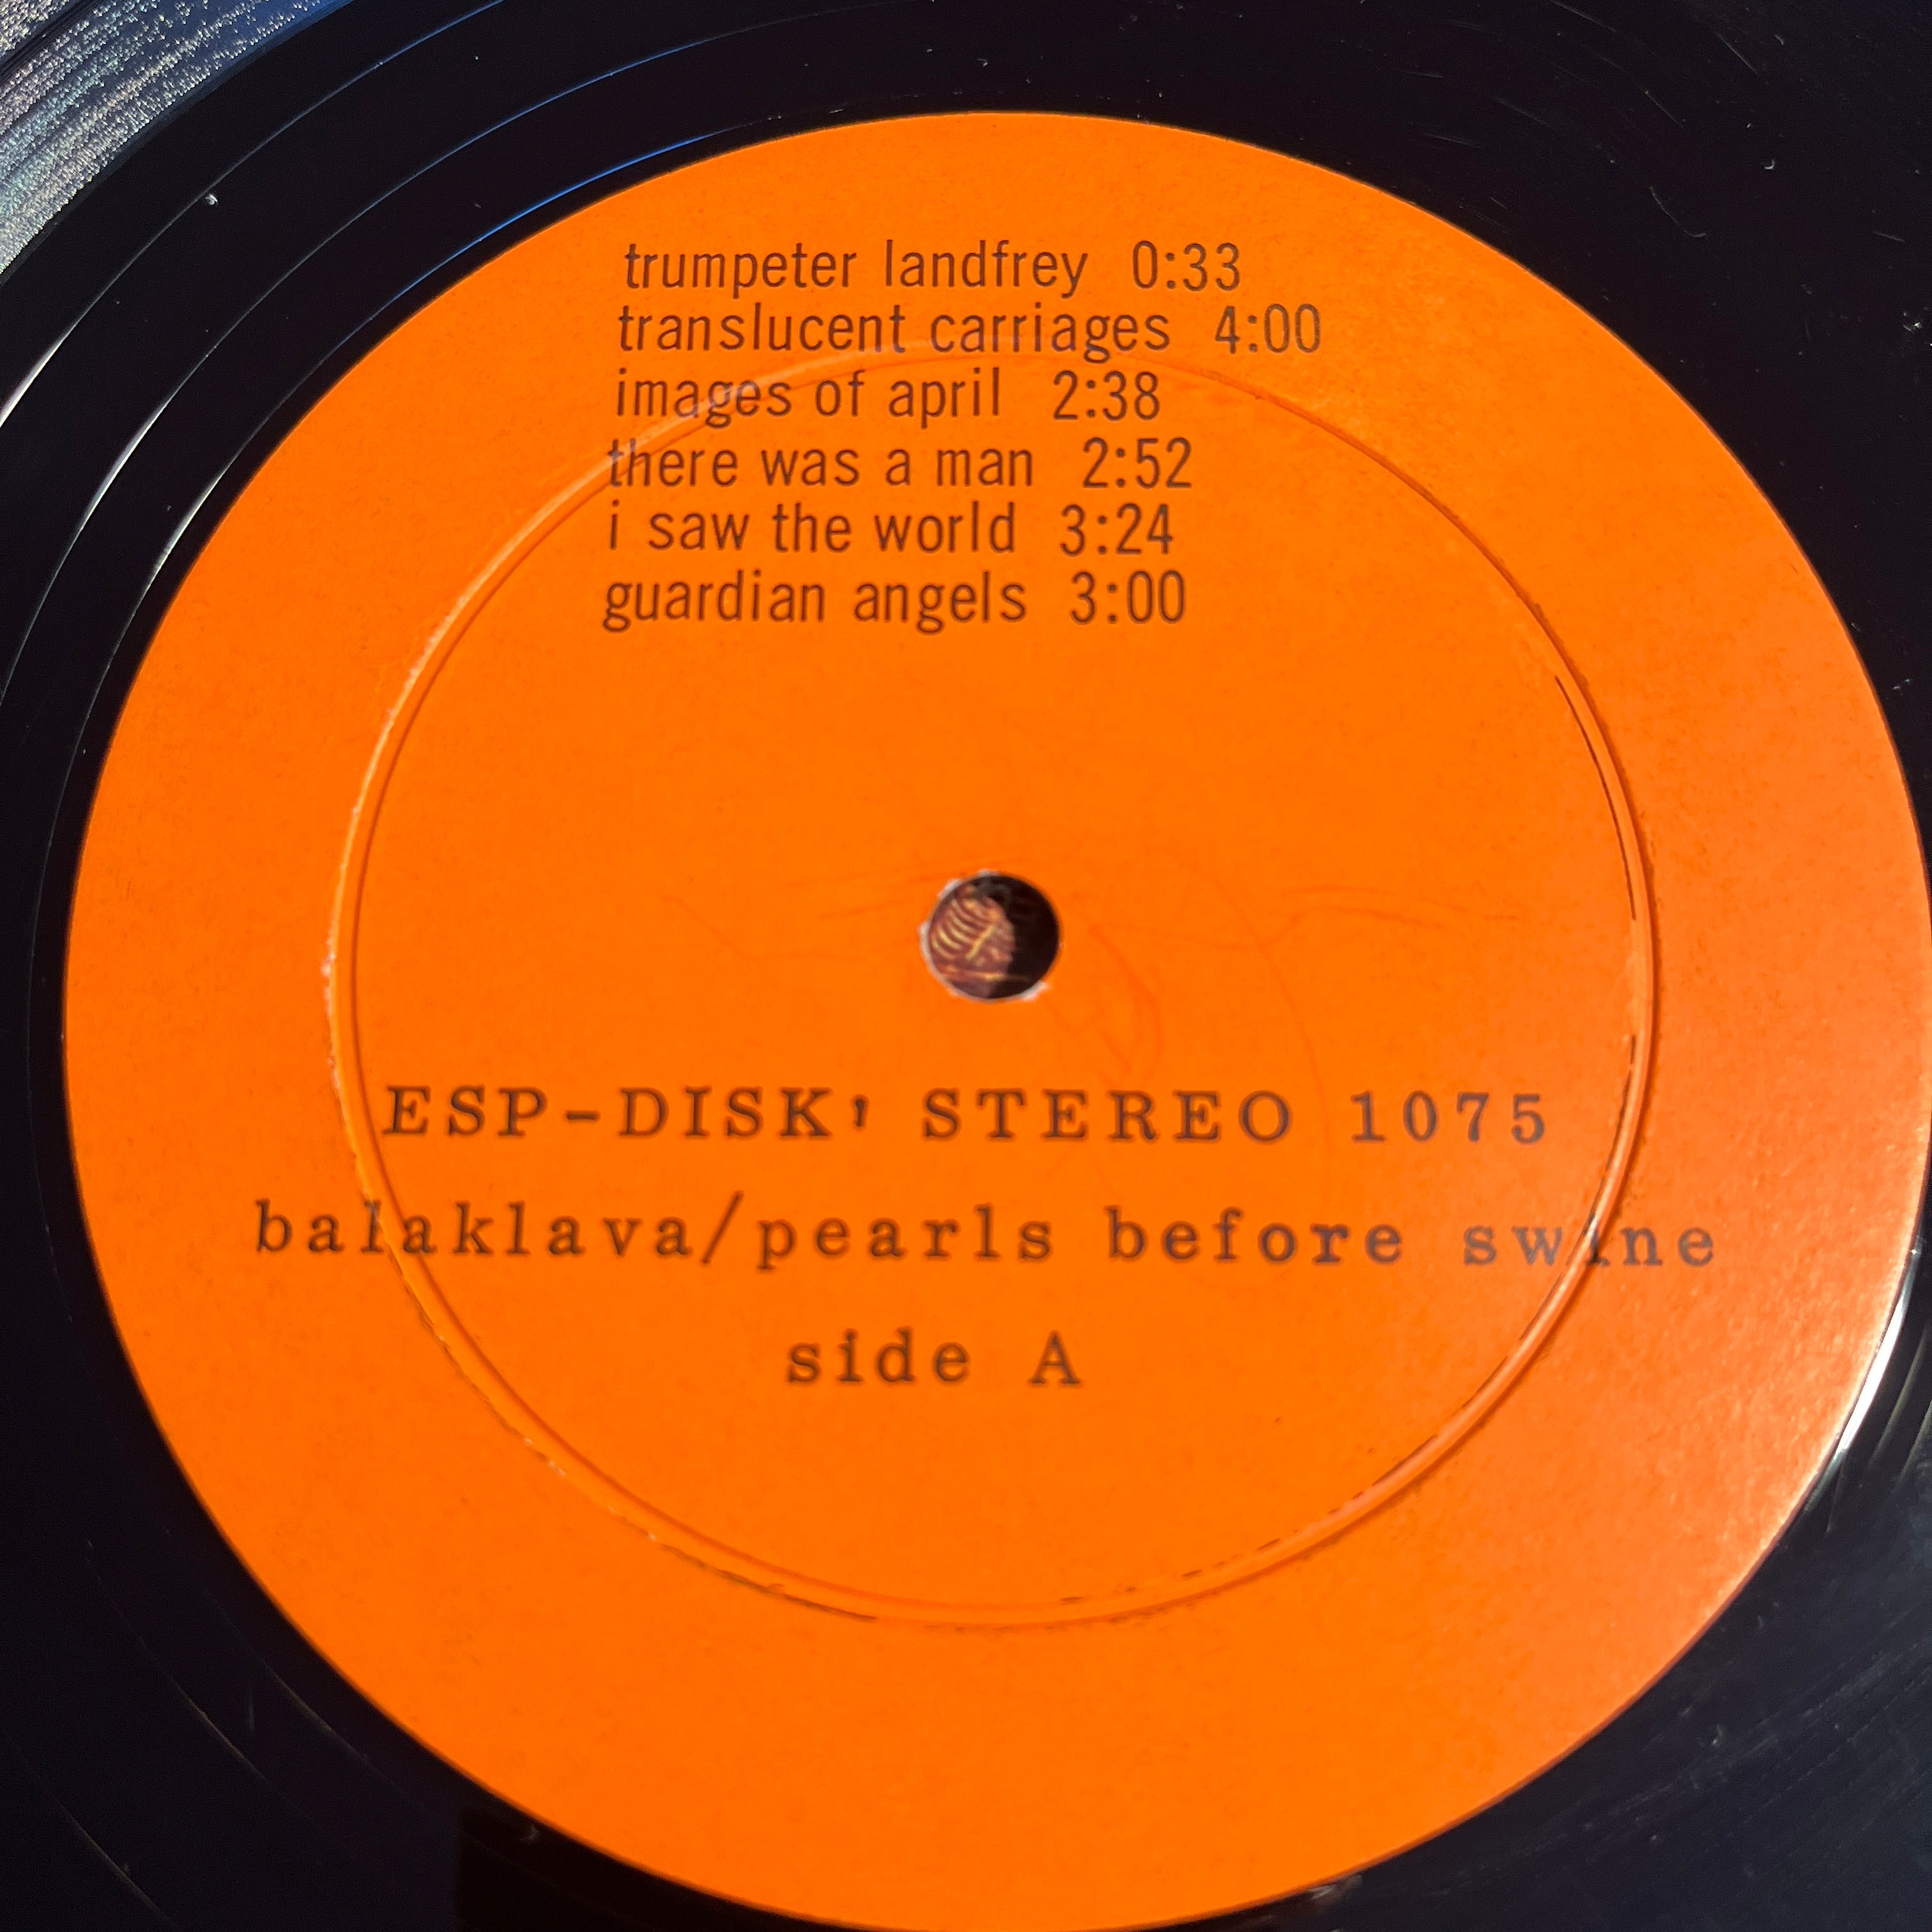 trumpeter landfrey 0:33
translucent carriages 4:00
images of april 2:38
there was a man 2:52
i saw the world 3:24
guardian angels 3:00
ESP-DISK' STEREO 1075
balaklava/pearls before swine
side A